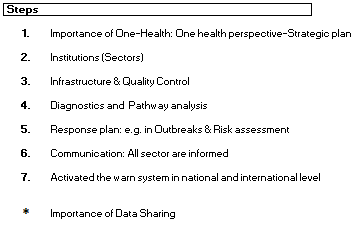 Steps
1. Importance of One-Health: One health perspective-Strategic plan
2. Institutions (Sectors)
3. Infrastructure & Quality Control
4. Diagnostics and Pathway analysis
5. Response plan: e.g. in Outbreaks & Risk assessment
6. Communication: All sector are informed
7. Activated the warn system in national and international level
* Importance of Data Sharing